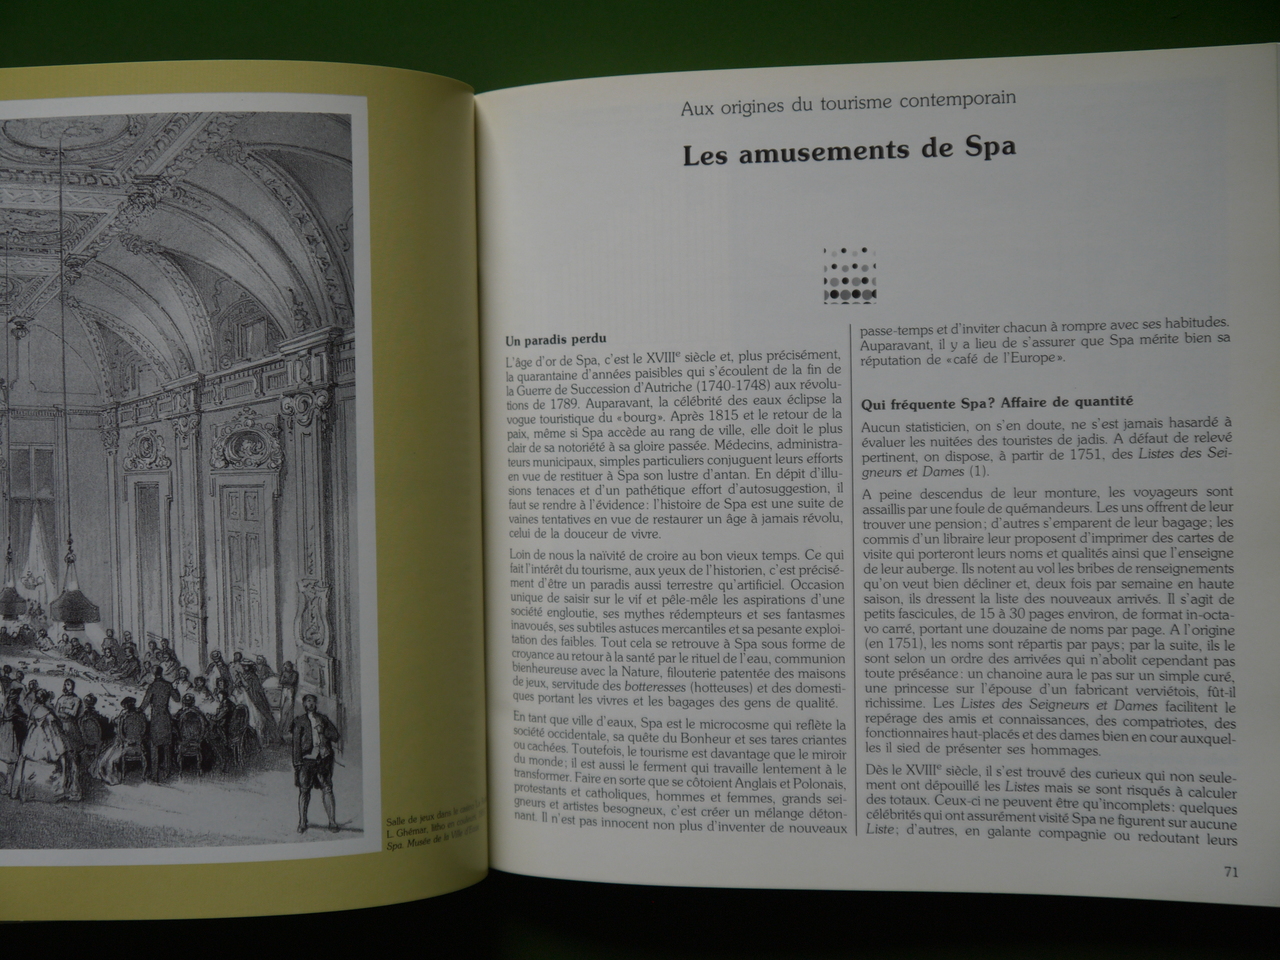 Salle de jeux dans le
L. Ghémar, litho
Spa. Musée de la Ville d'Eaux
Aux origines du tourisme contemporain
Les amusements de Spa
Un paradis perdu
L'âge d'or de Spa, c'est le XVIIIe siècle et, plus précisément,
la quarantaine d'années paisibles qui s'écoulent de la fin de
la Guerre de Succession d'Autriche (1740-1748) aux révolu-
tions de 1789. Auparavant, la célébrité des eaux éclipse la
vogue touristique du «bourg». Après 1815 et le retour de la
paix, même si Spa accède au rang de ville, elle doit le plus
clair de sa notoriété à sa gloire passée. Médecins, administra-
teurs municipaux, simples particuliers conjuguent leurs efforts
en vue de restituer à Spa son lustre d'antan. En dépit d'illu-
sions tenaces et d'un pathétique effort d'autosuggestion, il
faut se rendre à l'évidence: l'histoire de Spa est une suite de
vaines tentatives en vue de restaurer un âge à jamais révolu,
celui de la douceur de vivre.
Loin de nous la naïvité de croire au bon vieux temps. Ce qui
fait l'intérêt du tourisme, aux yeux de l'historien, c'est précisé-
ment d'être un paradis aussi terrestre qu'artificiel. Occasion
unique de saisir sur le vif et pêle-mêle les aspirations d'une
société engloutie, ses mythes rédempteurs et ses fantasmes
inavoués, ses subtiles astuces mercantiles et sa pesante exploi-
tation des faibles. Tout cela se retrouve à Spa sous forme de
croyance au retour à la santé par le rituel de l'eau, communion
bienheureuse avec la Nature, filouterie patentée des maisons
de jeux, servitude des botteresses (hotteuses) et des domesti-
ques portant les vivres et les bagages des gens de qualité.
En tant que ville d'eaux, Spa est le microcosme qui reflète la
société occidentale, sa quête du Bonheur et ses tares criantes
ou cachées. Toutefois, le tourisme est davantage que le miroir
du monde; il est aussi le ferment qui travaille lentement à le
transformer. Faire en sorte que se côtoient Anglais et Polonais,
protestants et catholiques, hommes et femmes, grands sei-
gneurs et artistes besogneux, c'est créer un mélange déton-
nant. Il n'est pas innocent non plus d'inventer de nouveaux
passe-temps et d'inviter chacun à rompre avec ses habitudes.
Auparavant, il y a lieu de s'assurer que Spa mérite bien sa
réputation de «café de l'Europe».
Qui fréquente Spa? Affaire de quantité
Aucun statisticien, on s'en doute, ne s'est jamais hasardé à
évaluer les nuitées des touristes de jadis. A défaut de relevé
pertinent, on dispose, à partir de 1751, des Listes des Sei-
gneurs et Dames (1).
A peine descendus de leur monture, les voyageurs sont
assaillis par une foule de quémandeurs. Les uns offrent de leur
trouver une pension; d'autres s'emparent de leur bagage; les
commis d'un libraire leur proposent d'imprimer des cartes de
visite qui porteront leurs noms et qualités ainsi que l'enseigne
de leur auberge. Ils notent au vol les bribes de renseignements
qu'on veut bien décliner et, deux fois par semaine en haute
saison, ils dressent la liste des nouveaux arrivés. Il s'agit de
petits fascicules, de 15 à 30 pages environ, de format in-octa-
vo carré, portant une douzaine de noms par page. A l'origine
(en 1751), les noms sont répartis par pays; par la suite, ils le
sont selon un ordre des arrivées qui n'abolit cependant pas
toute préséance: un chanoine aura le pas sur un simple curé,
une princesse sur l'épouse d'un fabricant verviétois, fût-il
richissime. Les Listes des Seigneurs et Dames facilitent le
repérage des amis et connaissances, des compatriotes, des
fonctionnaires haut-placés et des dames bien en cour auxquel-
les il sied de présenter ses hommages.
Dès le XVIIIe siècle, il s'est trouvé des curieux qui non seule-
ment ont dépouillé les Listes mais se sont risqués à calculer
des totaux. Ceux-ci ne peuvent être qu'incomplets: quelques
célébrités qui ont assurément visité Spa ne figurent sur aucune
Liste; d'autres, en galante compagnie ou redoutant leurs
71